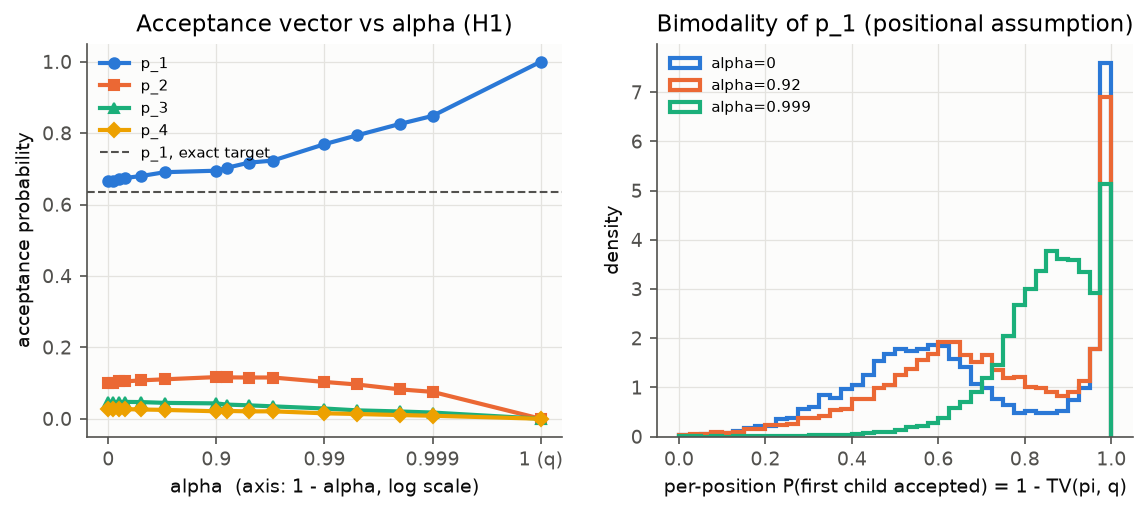 Acceptance vector vs alpha (H1)
acceptance probability
1.0
0.8
0.6
0.4
0.2
0.0
p_1
p_2
p_3
p_4
p_1, exact target
0
0.9
0.99
0.999
1 (q)
alpha (axis: 1 - alpha, log scale)
Bimodality of p_1 (positional assumption)
density
7
6
5
4
3
2
1
0
alpha=0
alpha=0.92
alpha=0.999
0.0
0.2
0.4
0.6
0.8
1.0
per-position P(first child accepted) = 1 - TV(pi, q)